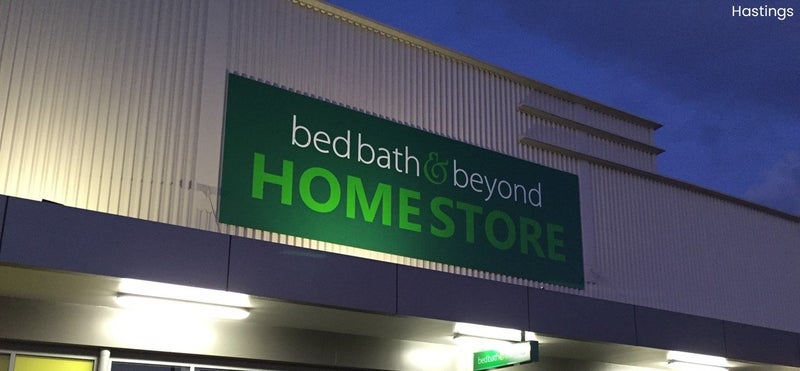 Hastings
bed bath & beyond
HOME STORE
bed bath &